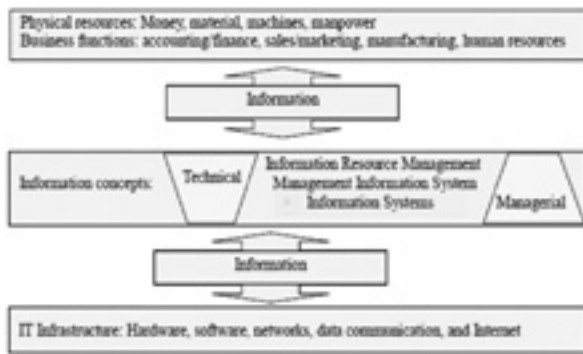 Physical resources: Money, material, machines, manpower
Business functions: accounting/finance, sales/marketing, manufacturing, human resources
Information
Information concepts:
Technical
Information Resource Management
Management Information System
Information Systems
Managerial
Information
IT Infrastructure: Hardware, software, networks, data communication, and Internet